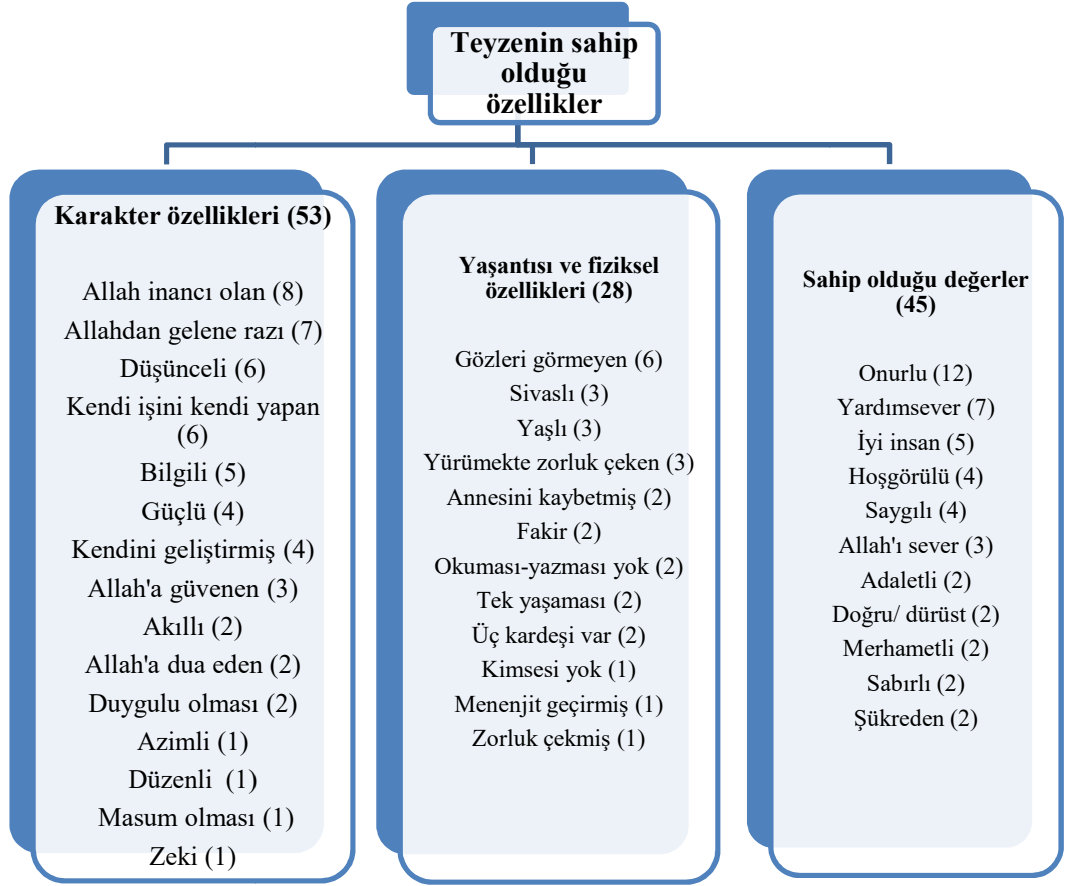 Teyzenin sahip
olduğu
özellikler
Karakter özellikleri (53)
Allah inancı olan (8)
Allahdan gelene razı (7)
Düşünceli (6)
Kendi işini kendi yapan
(6)
Bilgili (5)
Güçlü (4)
Kendini geliştirmiş (4)
Allah'a güvenen (3)
Akıllı (2)
Allah'a dua eden (2)
Duygulu olması (2)
Azimli (1)
Düzenli (1)
Masum olması (1)
Zeki (1)
Yaşantısı ve fiziksel
özellikleri (28)
Gözleri görmeyen (6)
Sivaslı (3)
Yaşlı (3)
Yürümekte zorluk çeken (3)
Annesini kaybetmiş (2)
Fakir (2)
Okuması-yazması yok (2)
Tek yaşaması (2)
Üç kardeşi var (2)
Kimsesi yok (1)
Menenjit geçirmiş (1)
Zorluk çekmiş (1)
Sahip olduğu değerler
(45)
Onurlu (12)
Yardımsever (7)
İyi insan (5)
Hoşgörülü (4)
Saygılı (4)
Allah'ı sever (3)
Adaletli (2)
Doğru/ dürüst (2)
Merhametli (2)
Sabırlı (2)
Şükreden (2)